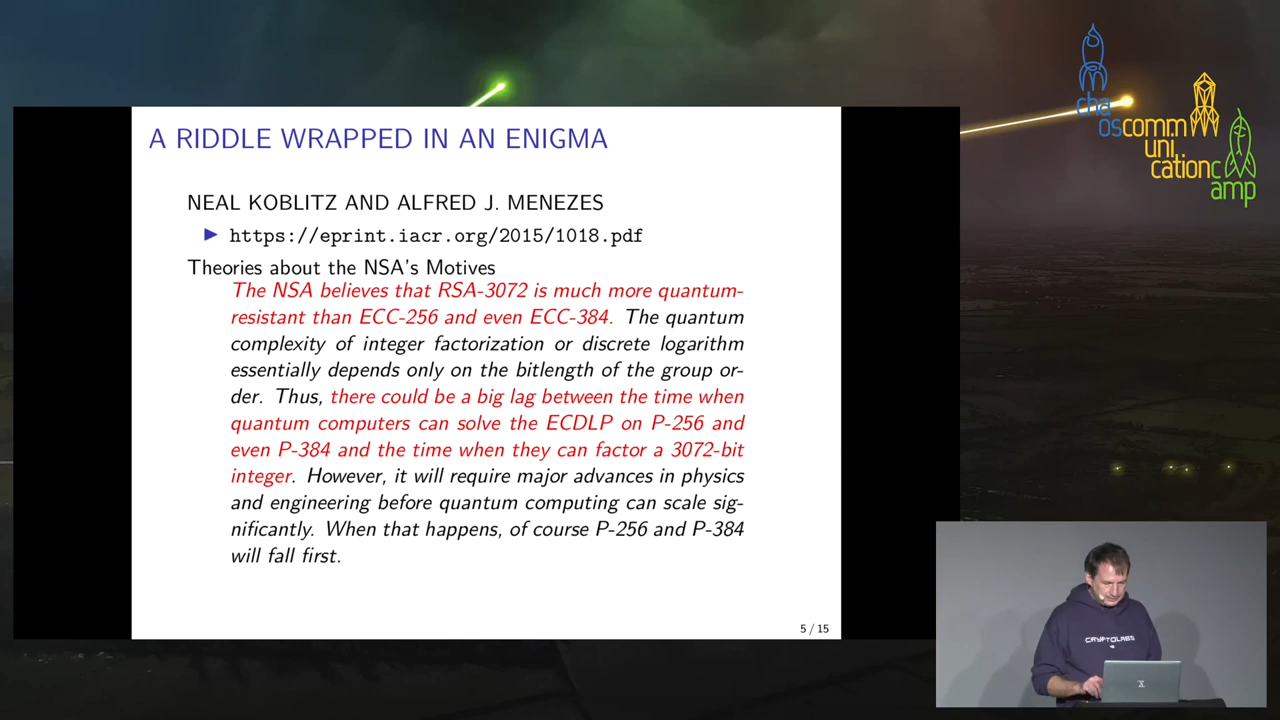 A RIDDLE WRAPPED IN AN ENIGMA
NEAL KOBLITZ AND ALFRED J. MENEZES
https://eprint.iacr.org/2015/1018.pdf
Theories about the NSA's Motives
The NSA believes that RSA-3072 is much more quantum-
resistant than ECC-256 and even ECC-384. The quantum
complexity of integer factorization or discrete logarithm
essentially depends only on the bitlength of the group or-
der. Thus, there could be a big lag between the time when
quantum computers can solve the ECDLP on P-256 and
even P-384 and the time when they can factor a 3072-bit
integer. However, it will require major advances in physics
and engineering before quantum computing can scale sig-
nificantly. When that happens, of course P-256 and P-384
will fall first.
5 / 15
cha
oscomm
uni
cationc
amp
CRYPTOLABS